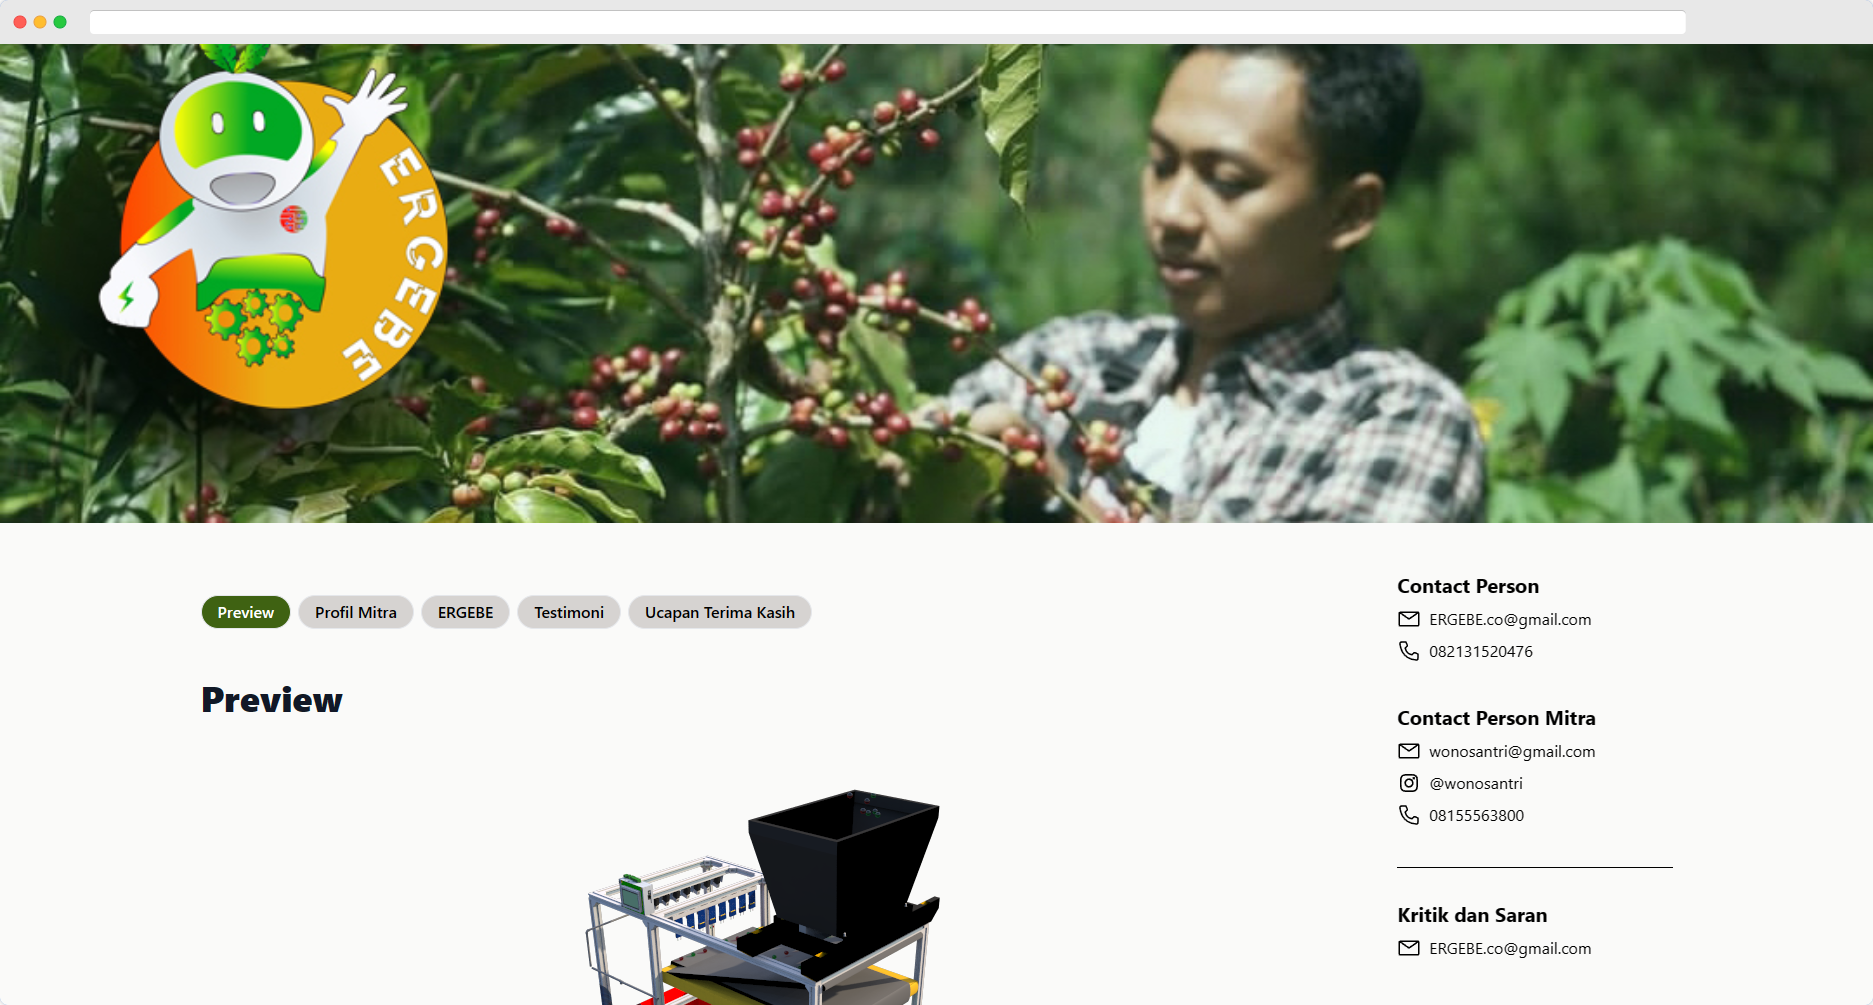 ERGEBE
Preview
Profil Mitra
ERGEBE
Testimoni
Ucapan Terima Kasih
Preview
Contact Person
ERGEBE.co@gmail.com
082131520476
Contact Person Mitra
wonosantri@gmail.com
@wonosantri
08155563800
Kritik dan Saran
ERGEBE.co@gmail.com